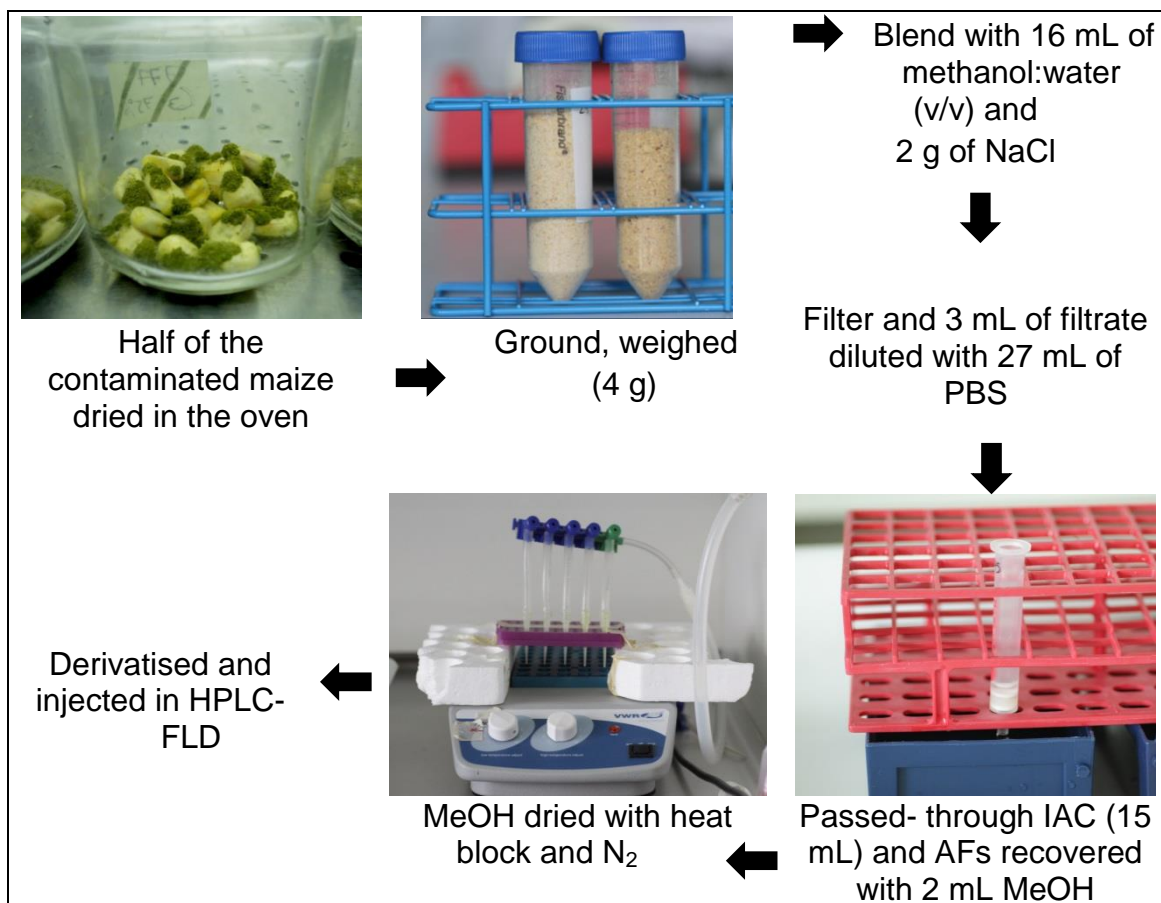 Half of the
contaminated maize
dried in the oven
Fisherbrand®
Ground, weighed
(4 g)
Blend with 16 mL of
methanol:water
(v/v) and
2 g of NaCl
Filter and 3 mL of filtrate
diluted with 27 mL of
PBS
Passed- through IAC (15
mL) and AFs recovered
with 2 mL MeOH
VWR
MeOH dried with heat
block and N₂
Derivatised and
injected in HPLC-
FLD